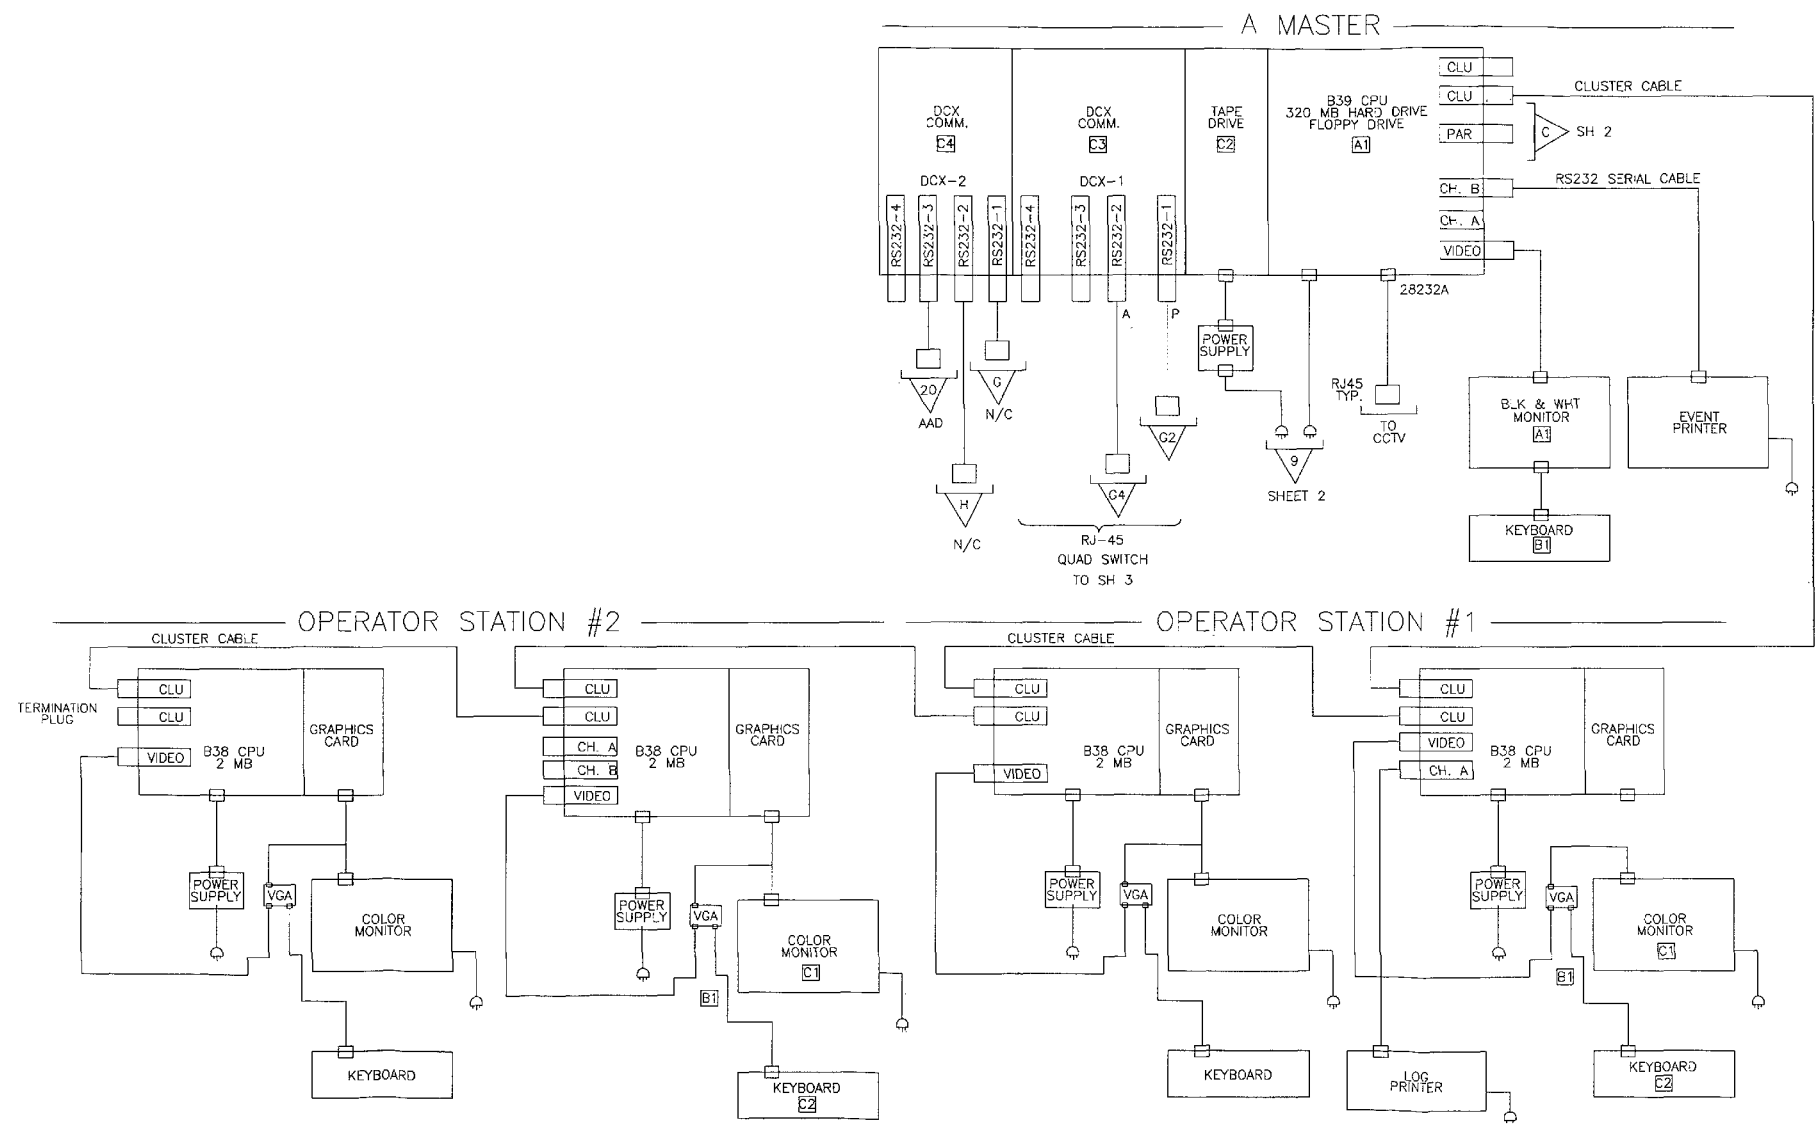 A MASTER
DCX
COMM.
C4
DCX-2
RS232-4
RS232-3
RS232-2
RS232-1
DCX
COMM.
C3
DCX-1
RS232-4
RS232-3
RS232-2
RS232-1
TAPE
DRIVE
C2
B39 CPU
320 MB HARD DRIVE
FLOPPY DRIVE
A1
CLU
CLU
PAR
CH. B
CH. A
VIDEO
CLUSTER CABLE
C
SH 2
RS232 SERIAL CABLE
28232A
A
P
POWER
SUPPLY
20
AAD
G
N/C
H
N/C
G4
G2
RJ-45
QUAD SWITCH
TO SH 3
9
SHEET 2
RJ45
TYP.
TO
CCTV
BLK & WHT
MONITOR
A1
EVENT
PRINTER
KEYBOARD
B1
OPERATOR STATION #2
OPERATOR STATION #1
CLUSTER CABLE
CLUSTER CABLE
TERMINATION
PLUG
CLU
CLU
VIDEO
B38 CPU
2 MB
GRAPHICS
CARD
POWER
SUPPLY
VGA
COLOR
MONITOR
KEYBOARD
CLU
CLU
CH. A
CH. B
VIDEO
B38 CPU
2 MB
GRAPHICS
CARD
POWER
SUPPLY
VGA
B1
COLOR
MONITOR
C1
KEYBOARD
C2
CLU
CLU
VIDEO
B38 CPU
2 MB
GRAPHICS
CARD
POWER
SUPPLY
VGA
COLOR
MONITOR
KEYBOARD
CLU
CLU
VIDEO
CH. A
B38 CPU
2 MB
GRAPHICS
CARD
POWER
SUPPLY
VGA
B1
COLOR
MONITOR
C1
LOG
PRINTER
KEYBOARD
C2